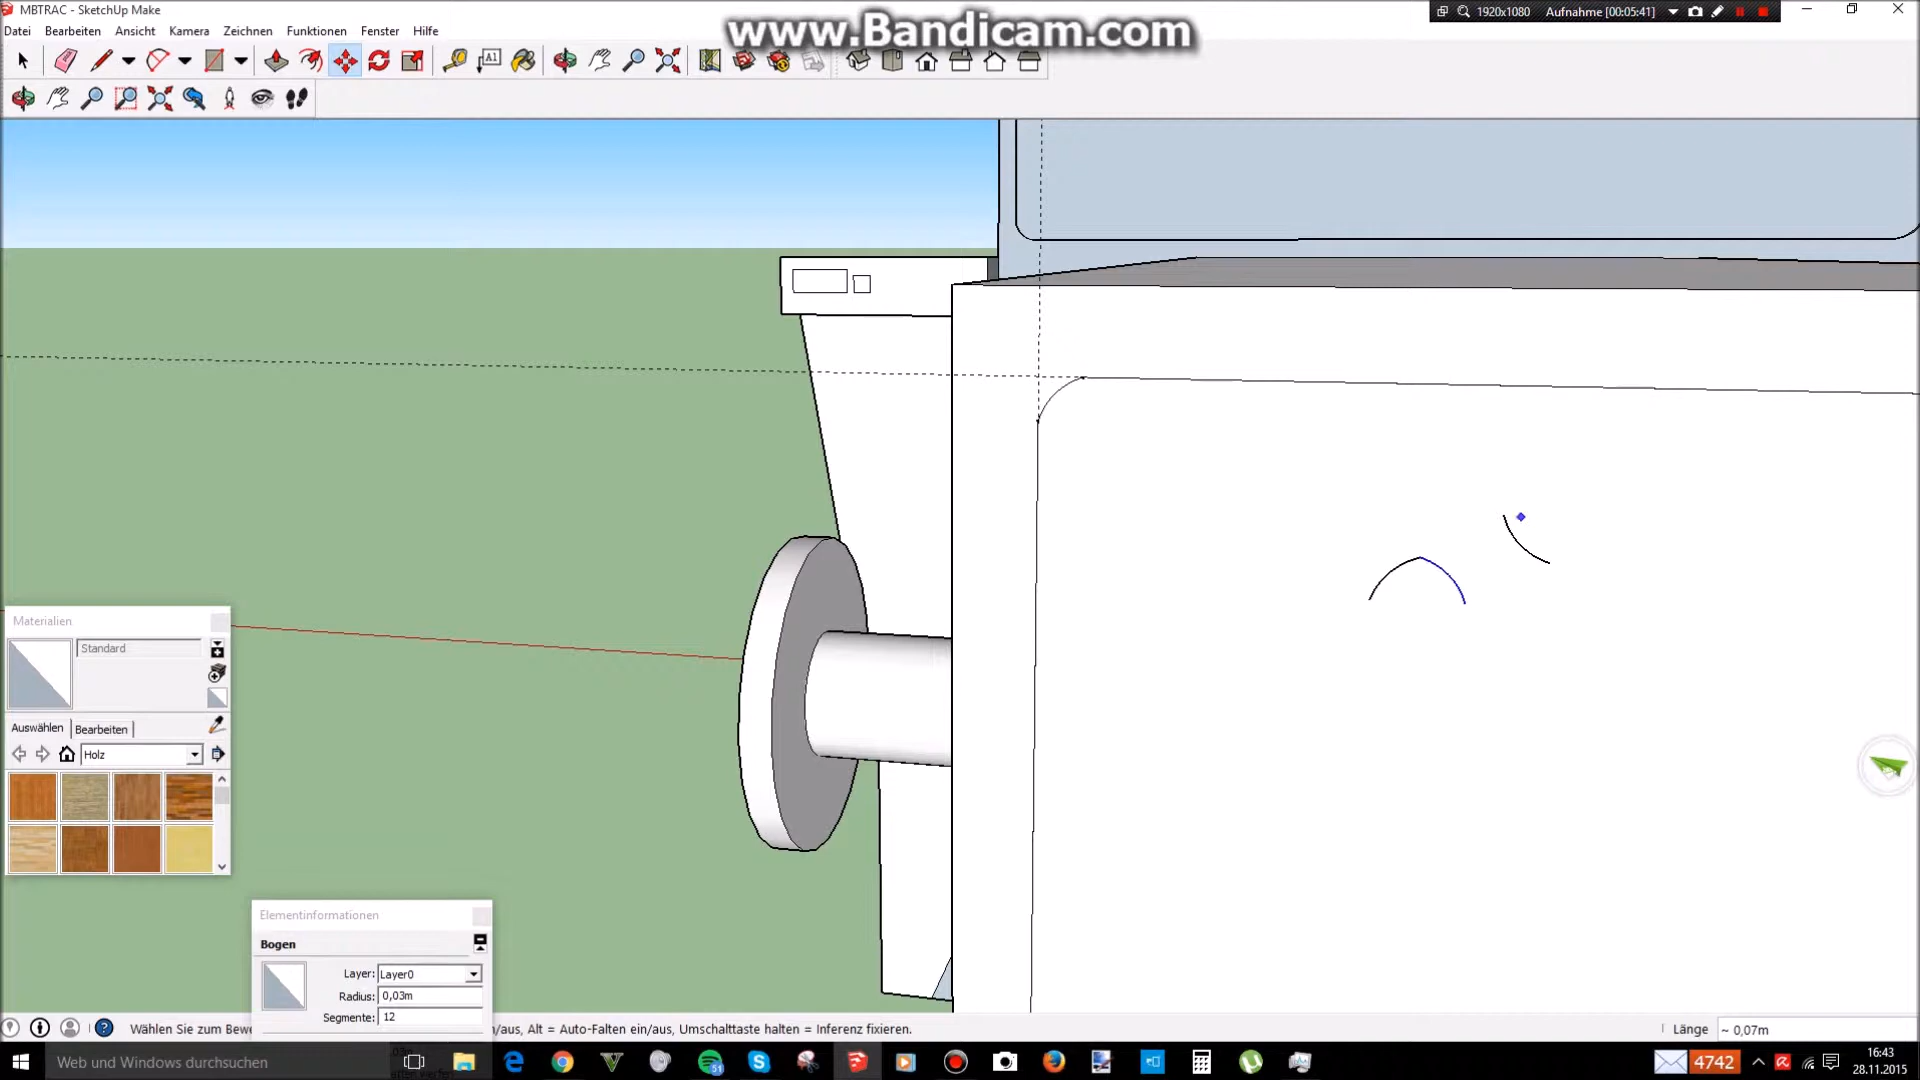 MBTRAC - SketchUp Make
www.Bandicam.com
1920x1080
Aufnahme [00:05:41]
Datei
Bearbeiten
Ansicht
Kamera
Zeichnen
Funktionen
Fenster
Hilfe
A1
Materialien
Standard
Auswählen
Bearbeiten
Holz
Elementinformationen
Bogen
Layer: Layer0
Radius: 0,03m
Segmente: 12
Wählen Sie zum Bewe
n/aus, Alt = Auto-Falten ein/aus, Umschalttaste halten = Inferenz fixieren.
Länge ~ 0,07m
Web und Windows durchsuchen
51
4742
16:43
28.11.2015